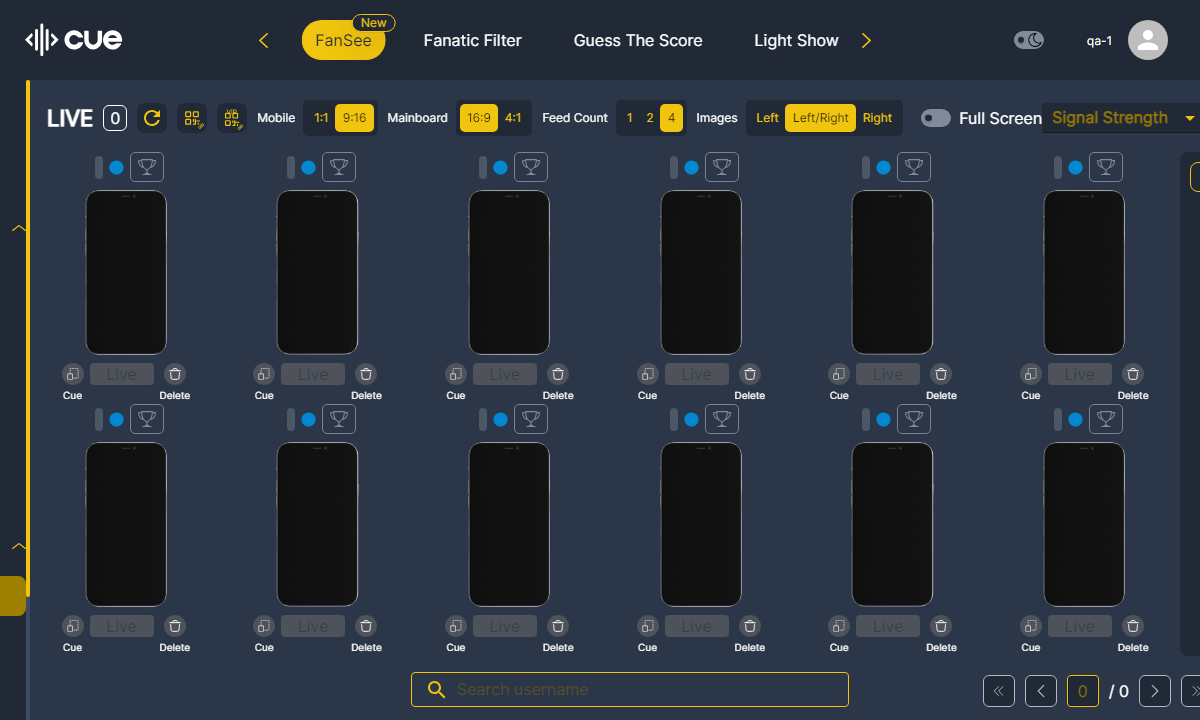 cue
New
FanSee Fanatic Filter Guess The Score Light Show qa-1
LIVE 0 Mobile 1:1 9:16 Mainboard 16:9 4:1 Feed Count 1 2 4 Images Left Left/Right Right Full Screen Signal Strength
Live Live Live Live Live Live
Cue Delete Cue Delete Cue Delete Cue Delete Cue Delete Cue Delete
Live Live Live Live Live Live
Cue Delete Cue Delete Cue Delete Cue Delete Cue Delete Cue Delete
Search username 0 / 0